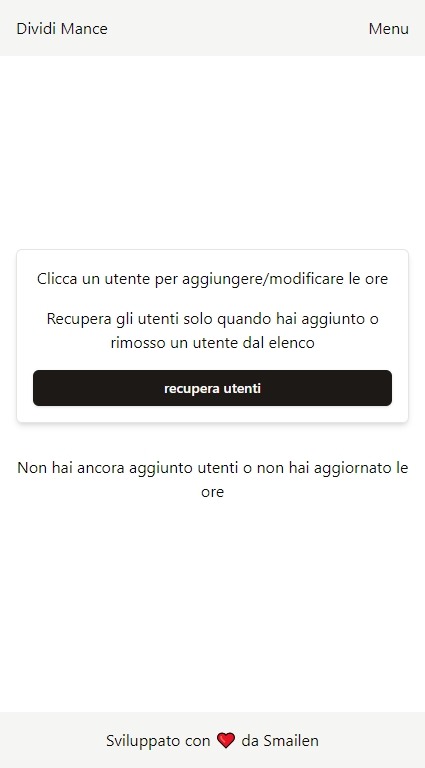 Dividi Mance
Menu
Clicca un utente per aggiungere/modificare le ore
Recupera gli utenti solo quando hai aggiunto o
rimosso un utente dal elenco
recupera utenti
Non hai ancora aggiunto utenti o non hai aggiornato le
ore
Sviluppato con ❤️ da Smailen